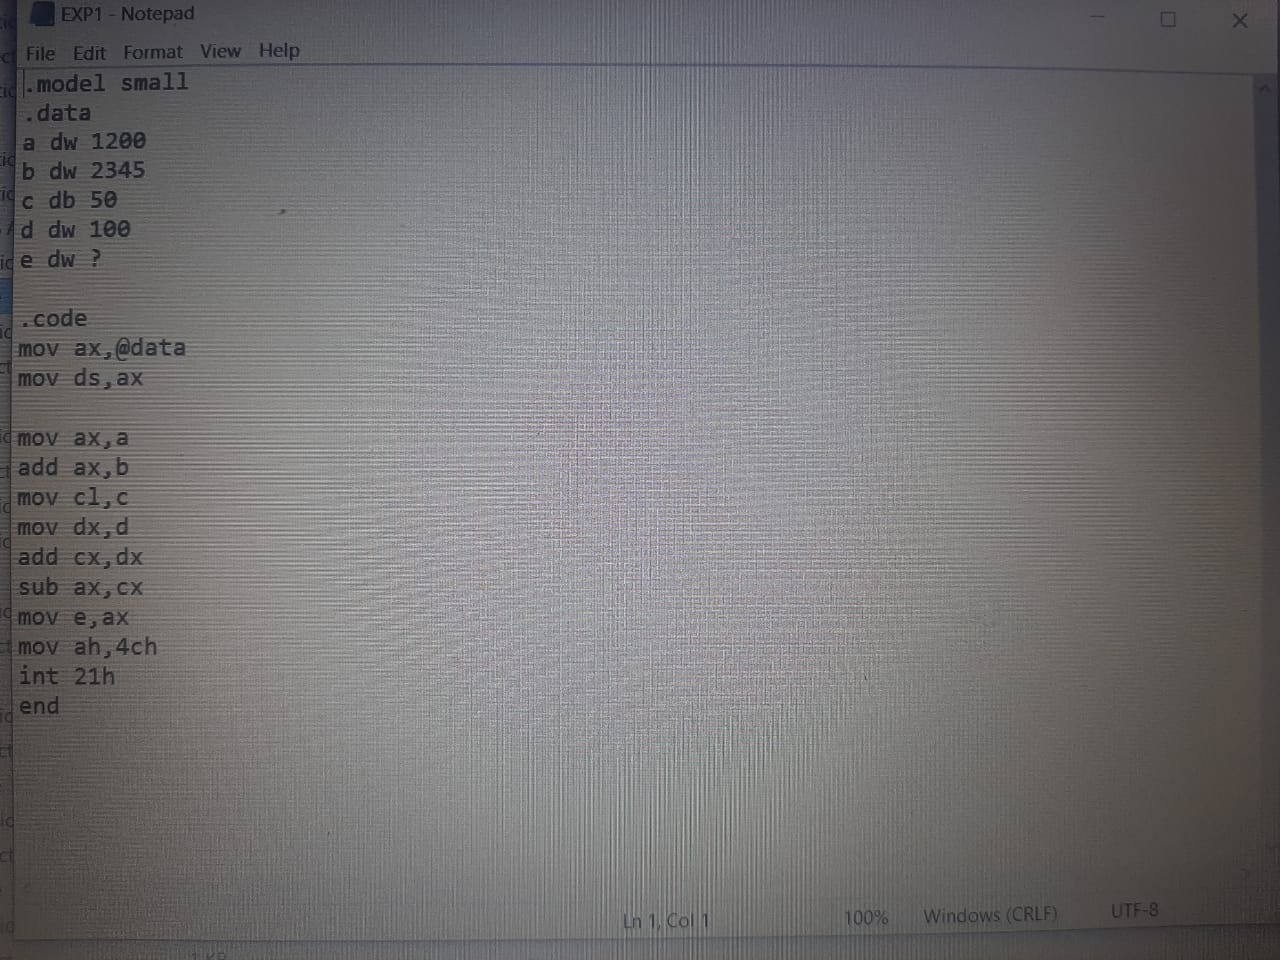 EXP1 - Notepad
File Edit Format View Help
.model small
.data
a dw 1200
b dw 2345
c db 50
d dw 100
e dw ?
.code
mov ax,@data
mov ds,ax
mov ax,a
add ax,b
mov cl,c
mov dx,d
add cx,dx
sub ax,cx
mov e,ax
mov ah,4ch
int 21h
end
Ln 1, Col 1 100% Windows (CRLF) UTF-8